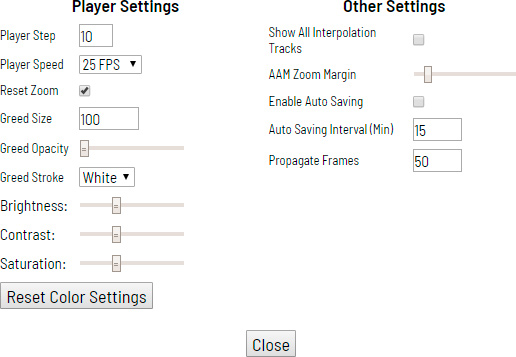 Player Settings
Player Step 10
Player Speed 25 FPS
Reset Zoom
Greed Size 100
Greed Opacity
Greed Stroke White
Brightness:
Contrast:
Saturation:
Reset Color Settings
Other Settings
Show All Interpolation
Tracks
AAM Zoom Margin
Enable Auto Saving
Auto Saving Interval (Min) 15
Propagate Frames 50
Close